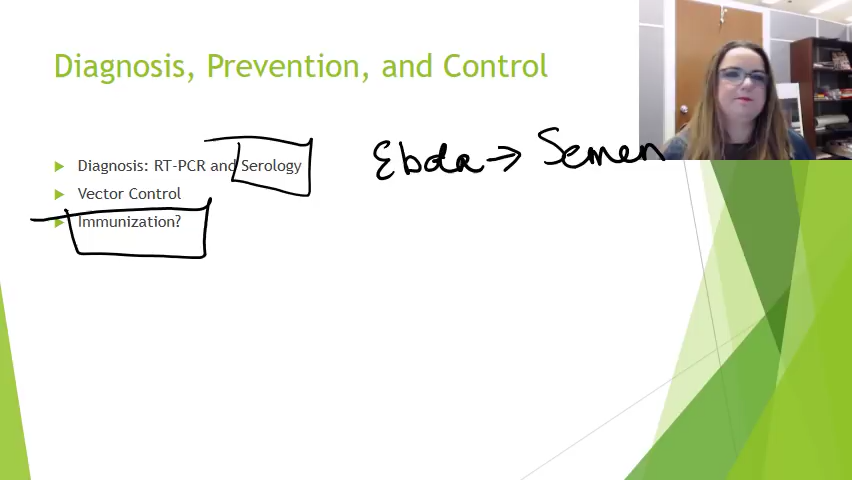 Diagnosis, Prevention, and Control
Diagnosis: RT-PCR and Serology
Ebola → Semen
Vector Control
Immunization?